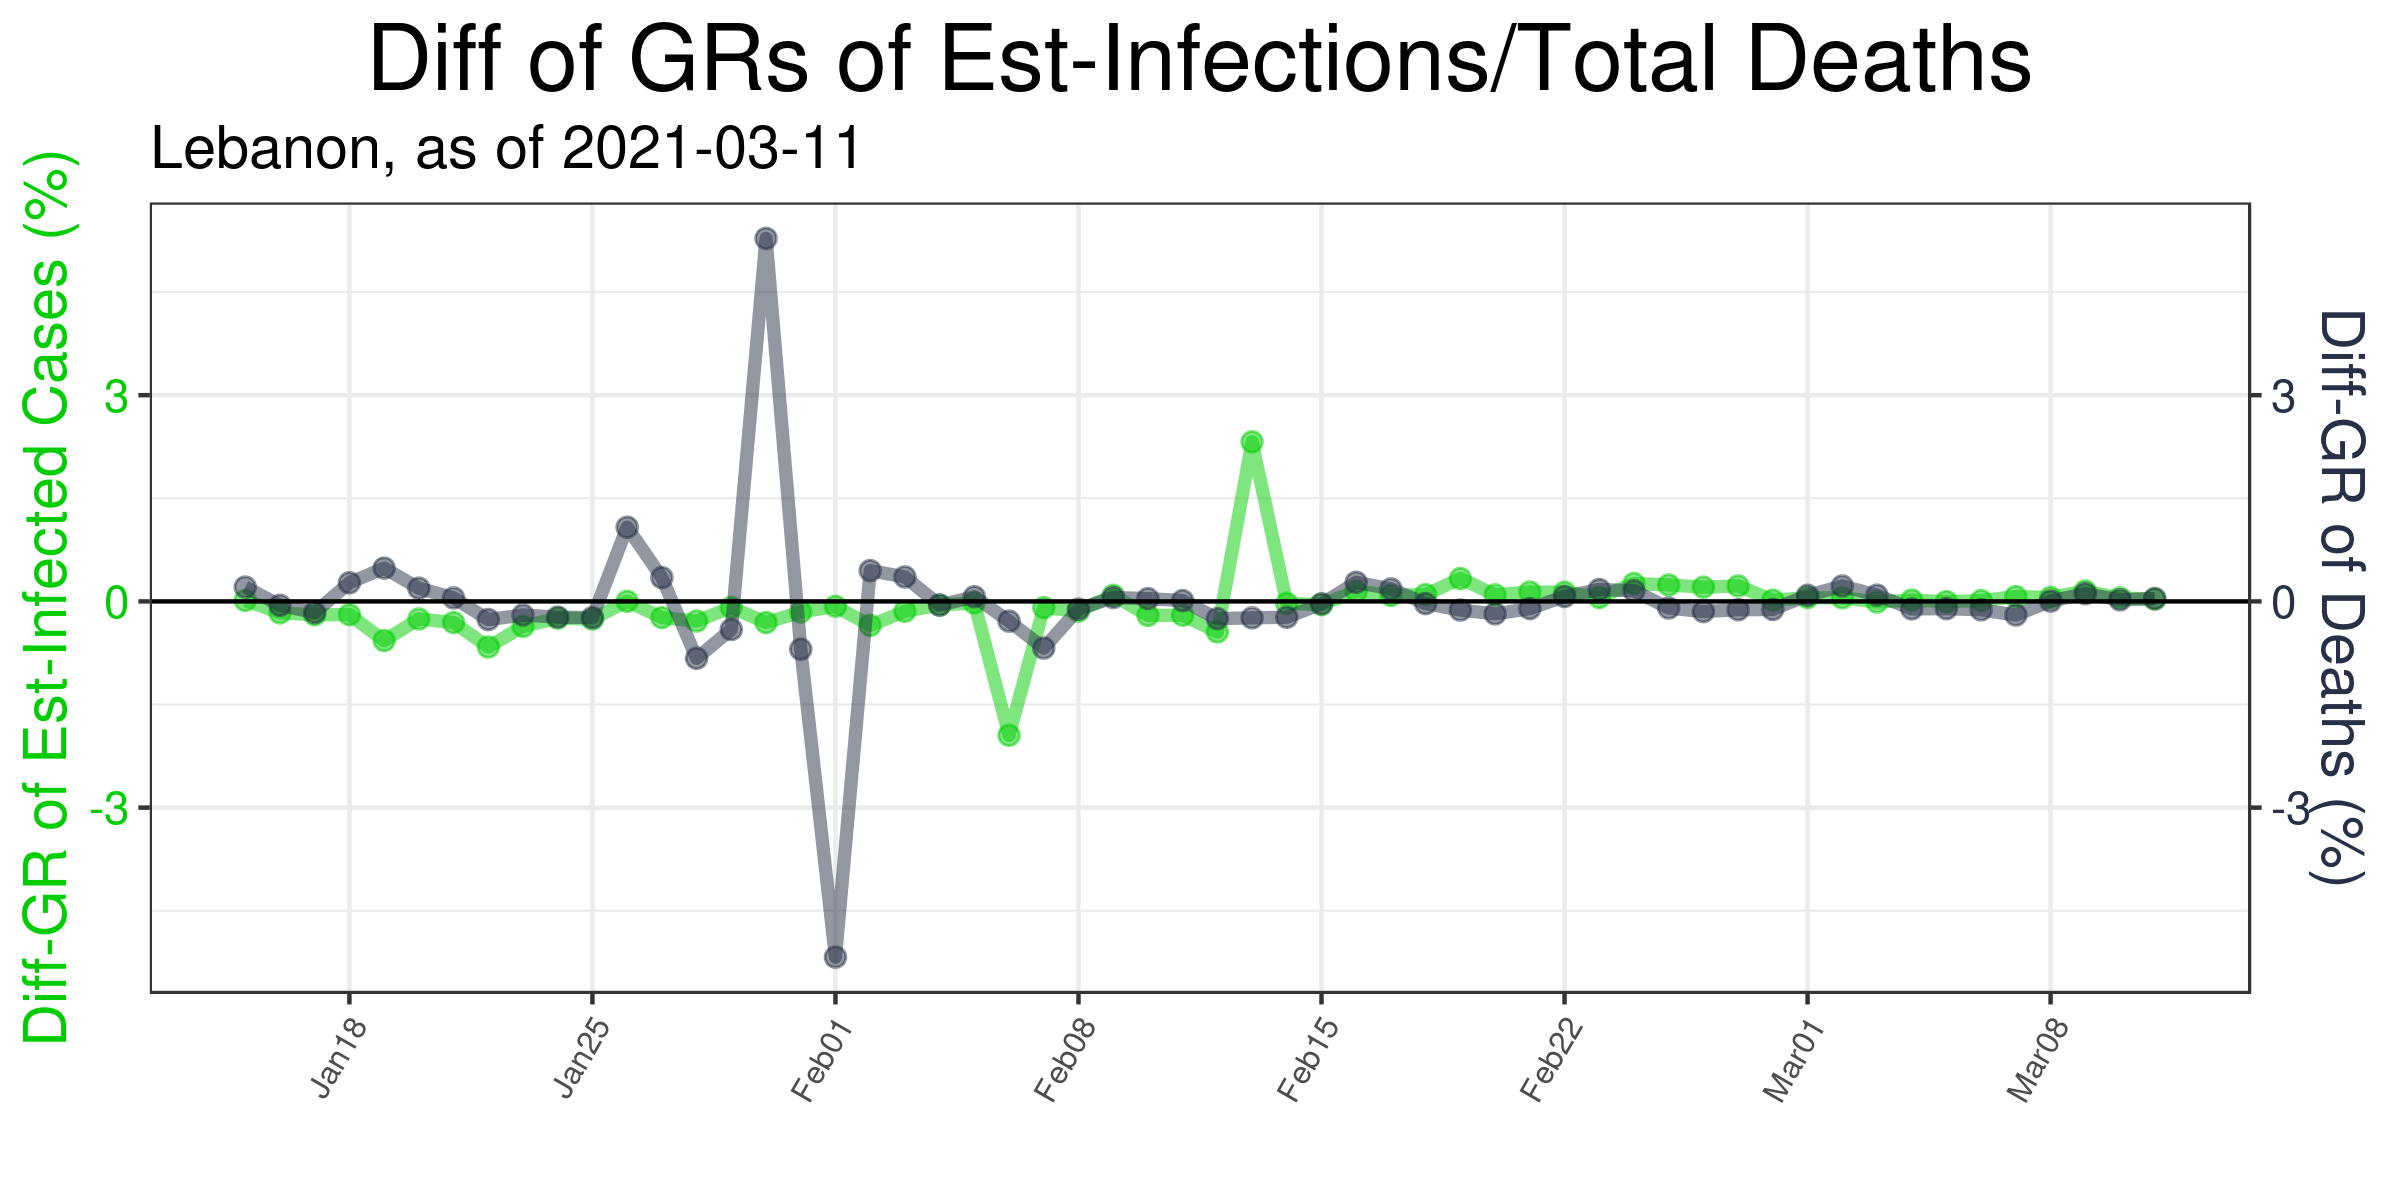 Diff of GRs of Est-Infections/Total Deaths
Lebanon, as of 2021-03-11
Diff-GR of Est-Infected Cases (%)
3
0
-3
3
0
-3
Diff-GR of Deaths (%)
Jan18
Jan25
Feb01
Feb08
Feb15
Feb22
Mar01
Mar08